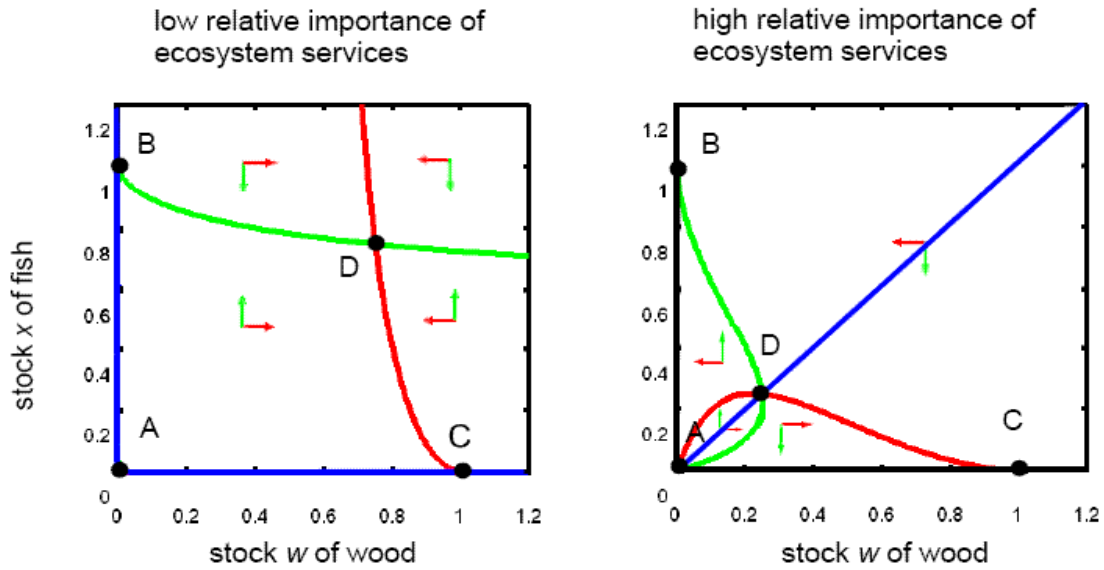 low relative importance of
ecosystem services
high relative importance of
ecosystem services
stock x of fish
1.2
1
0.8
0.6
0.4
0.2
0
B
D
A
C
0 0.2 0.4 0.6 0.8 1 1.2
stock w of wood
1.2
1
0.8
0.6
0.4
0.2
0
B
D
A
C
0 0.2 0.4 0.6 0.8 1 1.2
stock w of wood